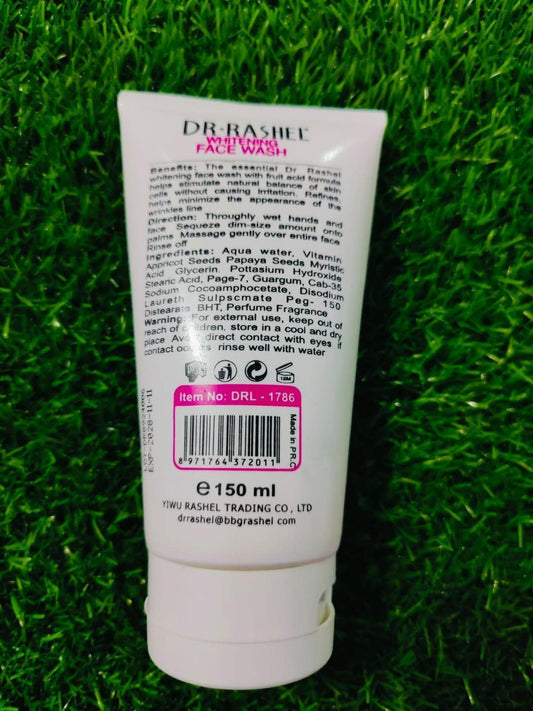 DR·RASHEL
WHITENING
FACE WASH
Benefits: The essential Dr Rashel
whitening face wash with fruit acid formula
helps stimulate natural balance of skin
cells without causing irritation. Refines,
helps minimize the appearance of the
wrinkles line
Direction: Throughly wet hands and
face Sequeze dim-size amount onto
palms. Massage gently over entire face
Rinse off
Ingredients: Aqua water, Vitamin
Appricot Seeds Papaya Seeds Myristic
Acid Glycerin. Pottasium Hydroxide
Stearic Acid, Page-7, Guargum, Cab-35
Sodium Cocoamphocetate, Disodium
Laureth Sulpscmate Peg- 150
Distearate: BHT, Perfume Fragrance
Warning: For external use, keep out of
reach of children, store in a cool and dry
place Avoid direct contact with eyes if
contact occurs rinse well with water
12M
Item No: DRL - 1786
8 971764 372011
Made in P.R.C
EXP-2028-11-11
e 150 ml
YIWU RASHEL TRADING CO , LTD
drrashel@bbgrashel com